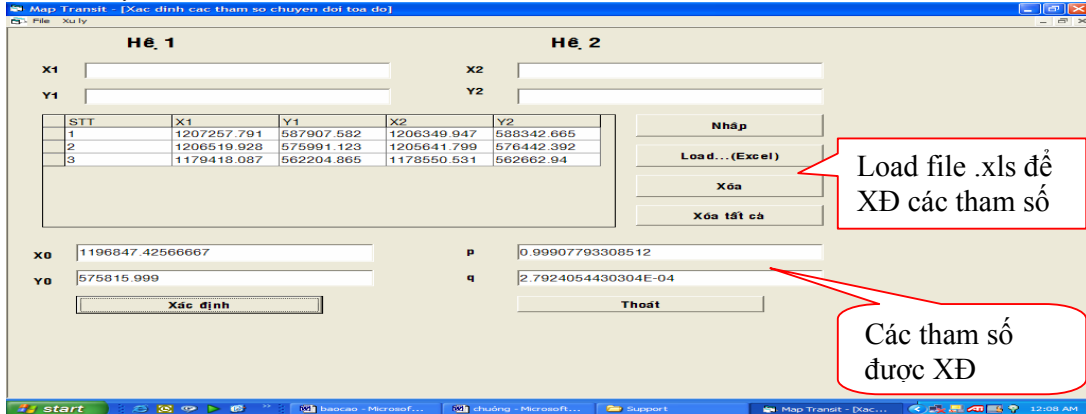 Map Transit - [Xac dinh cac tham so chuyen doi toa do]
File Xu ly
Hệ 1 Hệ 2
X1 X2
Y1 Y2
STT X1 Y1 X2 Y2
1 1207257.791 587907.582 1206349.947 588342.665
2 1206519.928 575991.123 1205641.799 576442.392
3 1179418.087 562204.865 1178550.531 562662.94
Nhập
Load...(Excel)
Xóa
Xóa tất cả
Load file .xls để
XĐ các tham số
X0 1196847.42566667 p 0.99907793308512
Y0 575815.999 q 2.7924054430304E-04
Xác định Thoát
Các tham số
được XĐ
start baocao - Microsof... chuông - Microsoft... Support Map Transit - [Xac... 12:08 AM